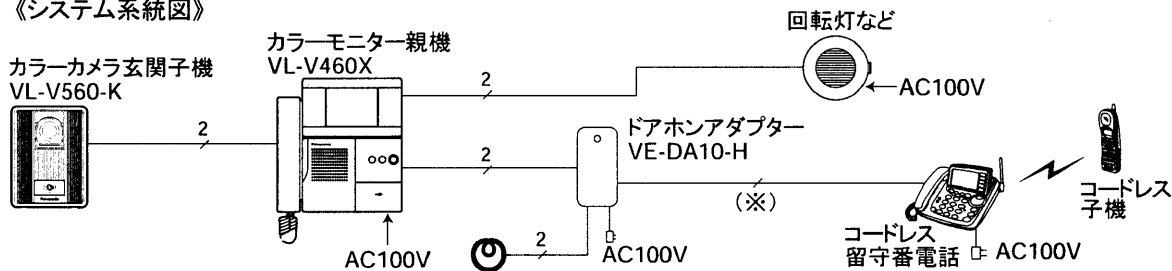 《システム系統図》
カラーカメラ玄関子機
VL-V560-K
2
カラーモニター親機
VL-V460X
AC100V
2
2
回転灯など
AC100V
ドアホンアダプター
VE-DA10-H
2
AC100V
(※)
コードレス
留守番電話
AC100V
コードレス
子機